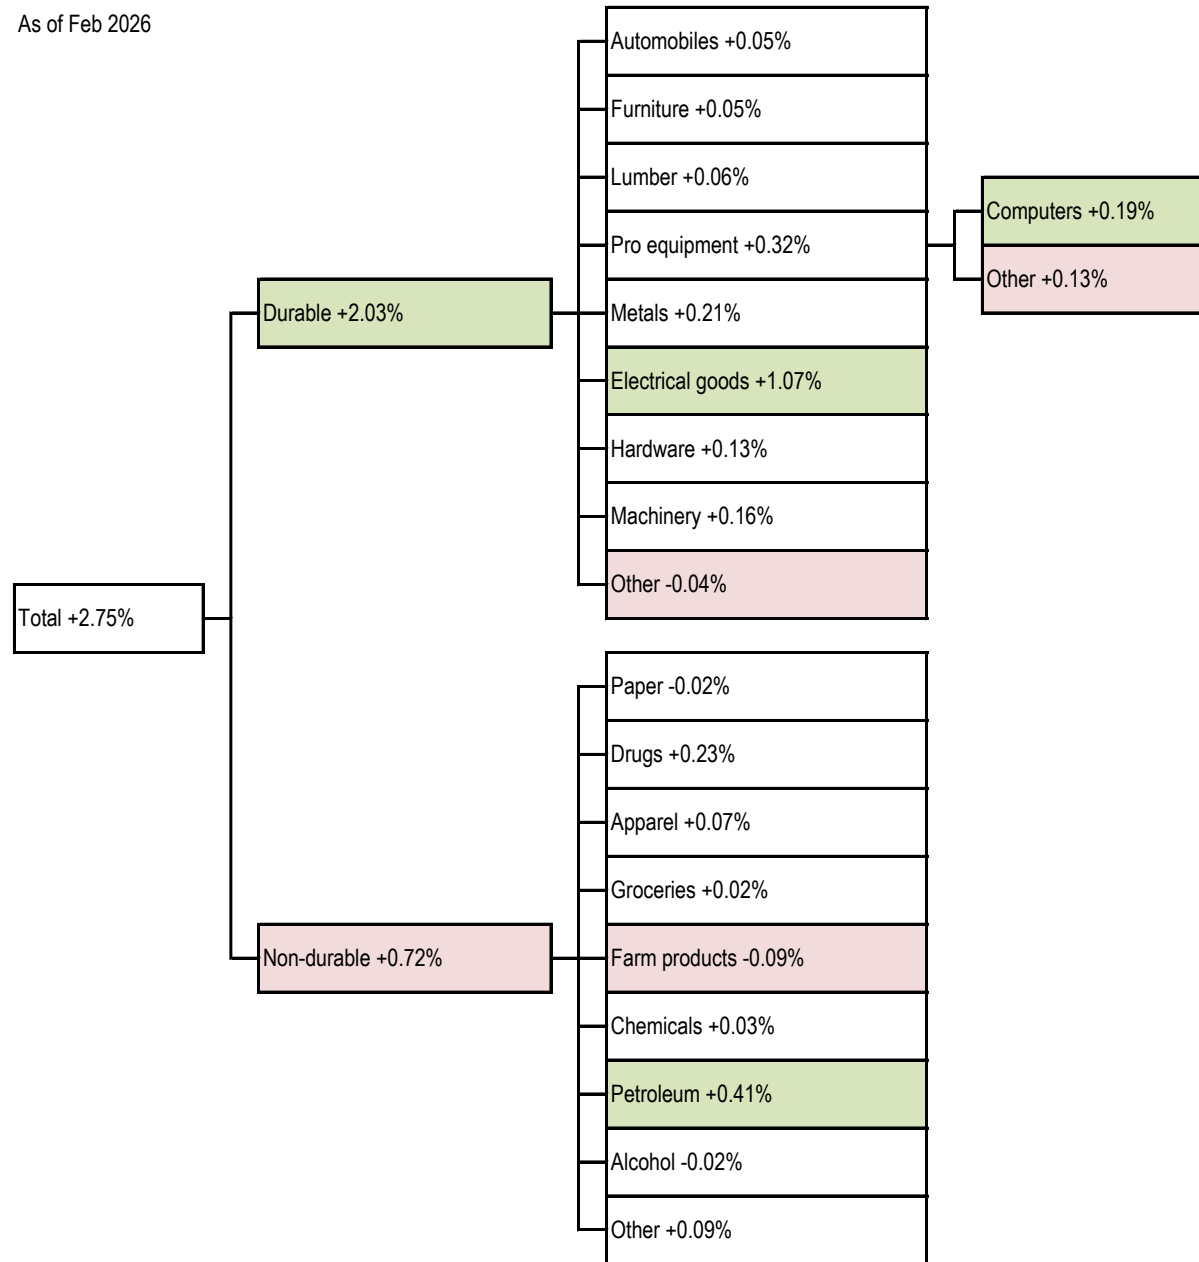 As of Feb 2026
Total +2.75%
Durable +2.03%
Automobiles +0.05%
Furniture +0.05%
Lumber +0.06%
Pro equipment +0.32%
Computers +0.19%
Other +0.13%
Metals +0.21%
Electrical goods +1.07%
Hardware +0.13%
Machinery +0.16%
Other -0.04%
Non-durable +0.72%
Paper -0.02%
Drugs +0.23%
Apparel +0.07%
Groceries +0.02%
Farm products -0.09%
Chemicals +0.03%
Petroleum +0.41%
Alcohol -0.02%
Other +0.09%